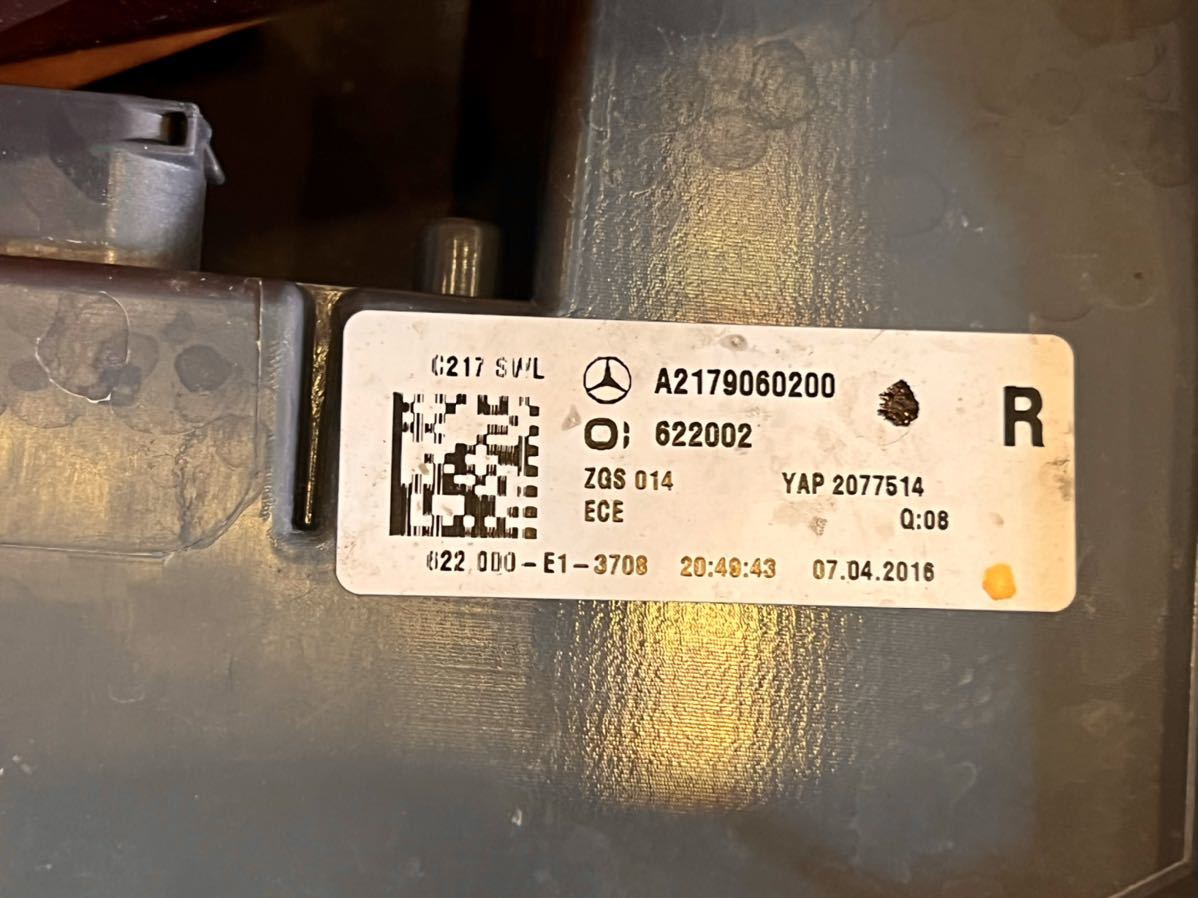 C217 SWL
A2179060200
622002
R
ZGS 014
YAP 2077514
ECE
Q:08
622 000-E1-3708 20:49:43 07.04.2016